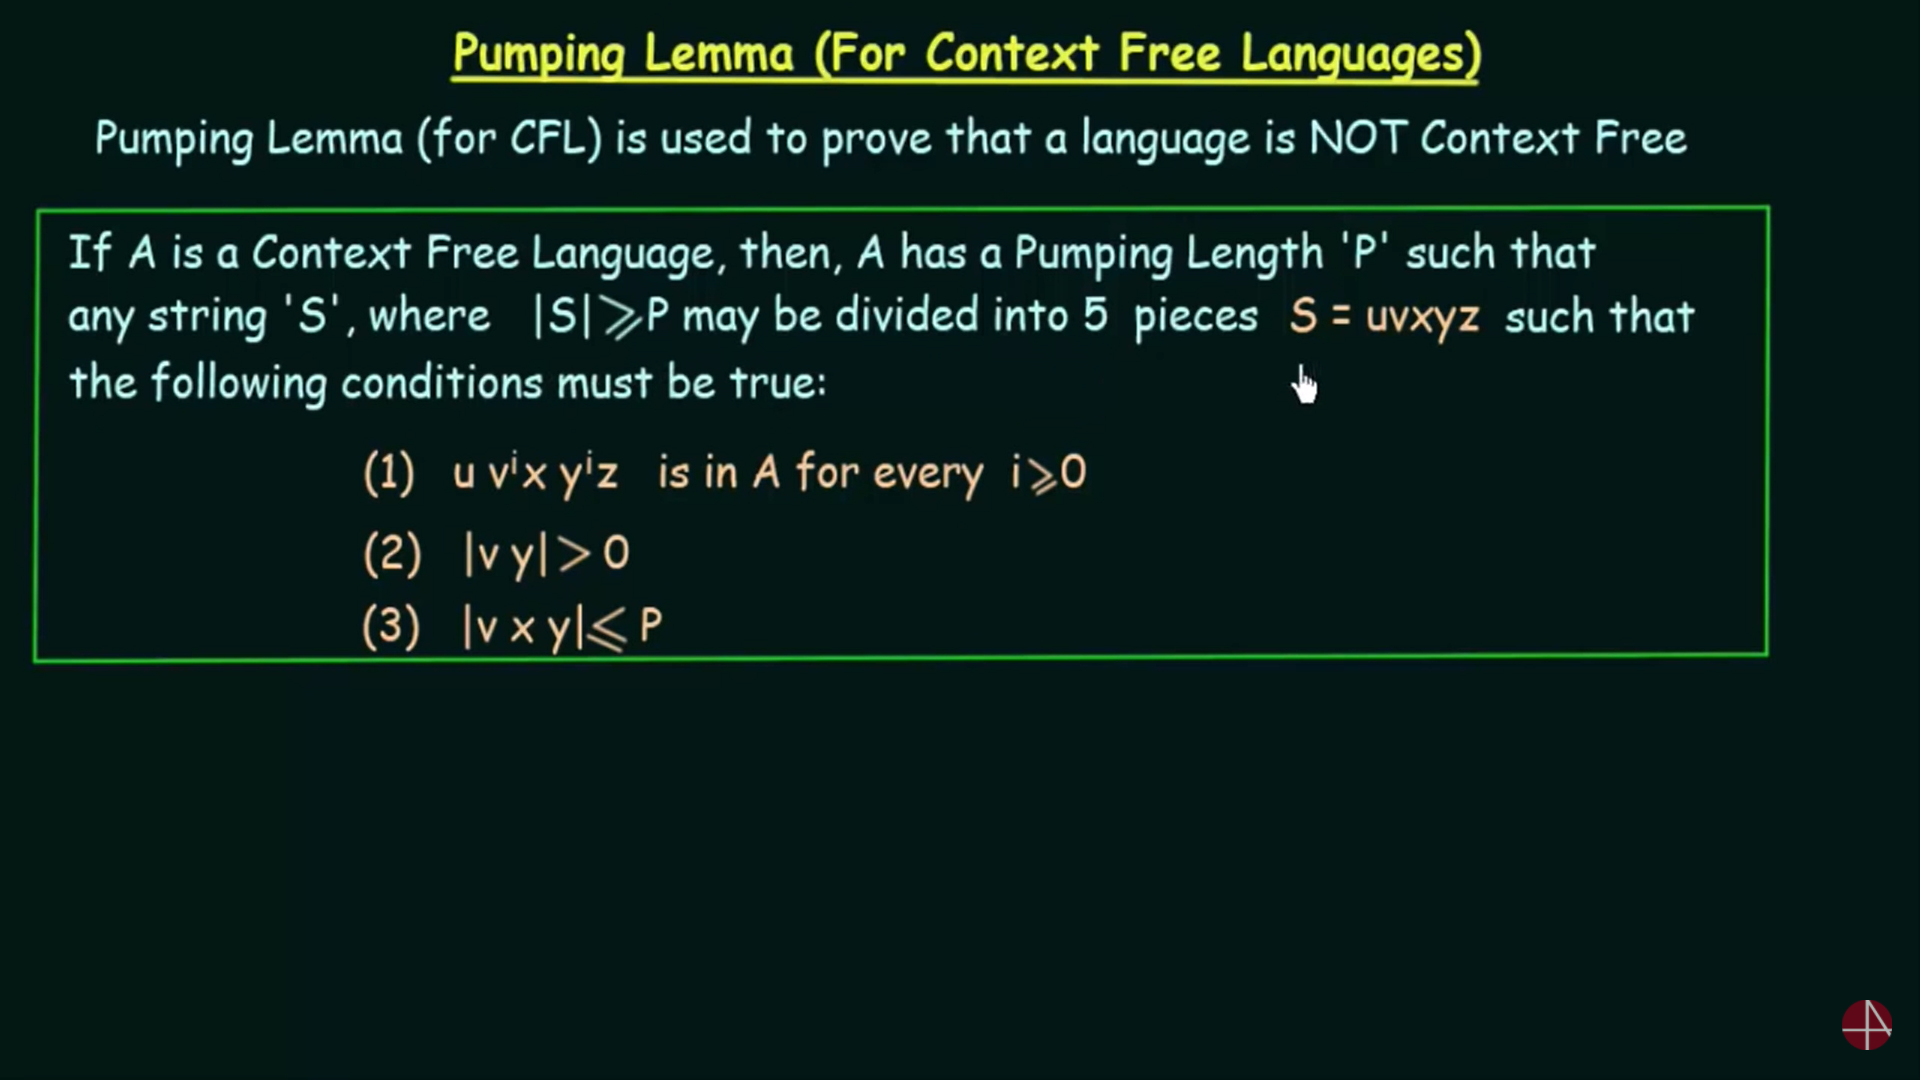 Pumping Lemma (For Context Free Languages)
Pumping Lemma (for CFL) is used to prove that a language is NOT Context Free
If A is a Context Free Language, then, A has a Pumping Length 'P' such that
any string 'S', where |S| ⩾ P may be divided into 5 pieces S = uvxyz such that
the following conditions must be true:
(1) u vⁱx yⁱz is in A for every i ⩾ 0
(2) |v y| > 0
(3) |v x y| ⩽ P